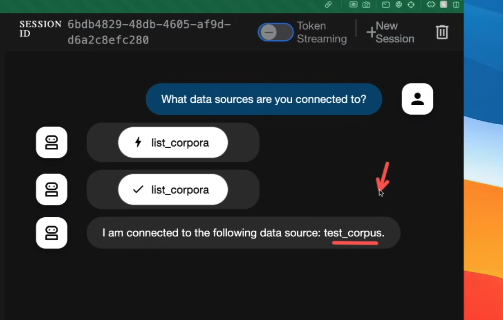 SESSION ID
6bdb4829-48db-4605-af9d-
d6a2c8efc280
Token
Streaming
New
Session
What data sources are you connected to?
list_corpora
list_corpora
I am connected to the following data source: test_corpus.